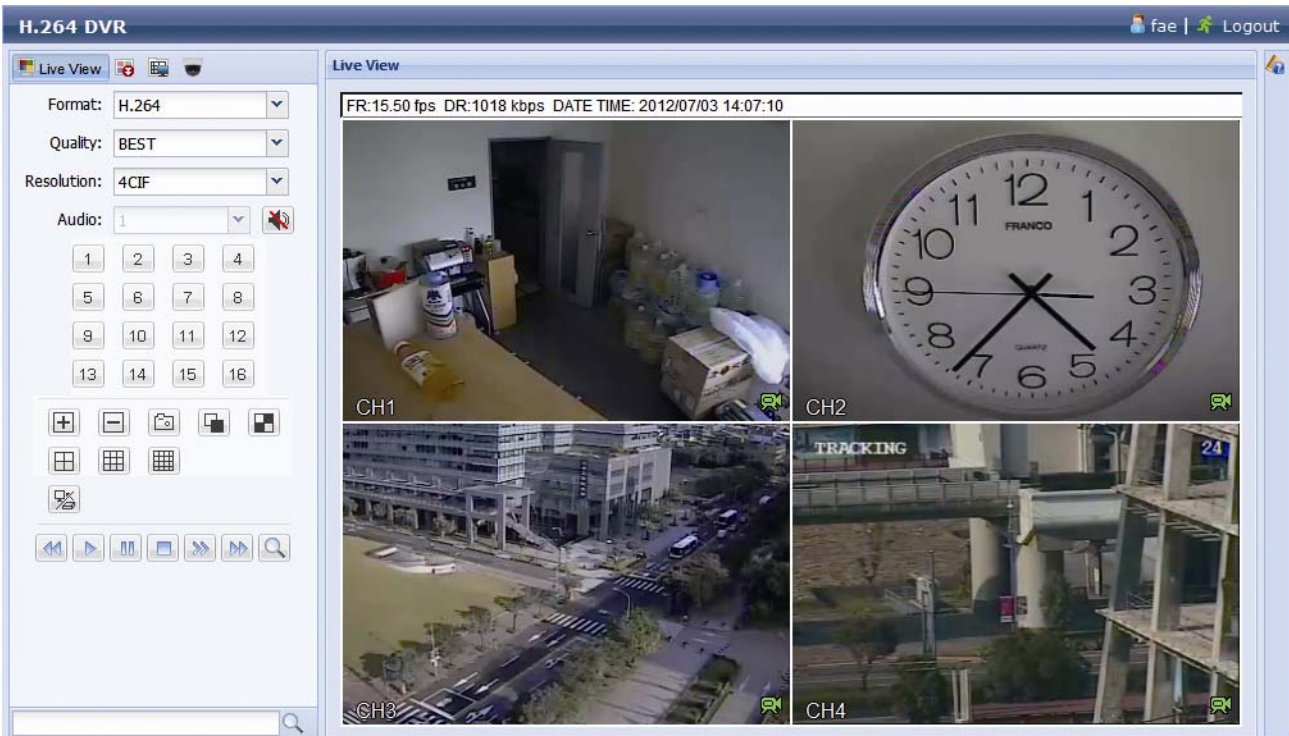 H.264 DVR
fae | Logout
Live View
Format: H.264
Quality: BEST
Resolution: 4CIF
Audio: 1
1 2 3 4
5 6 7 8
9 10 11 12
13 14 15 16
Live View
FR:15.50 fps DR:1018 kbps DATE TIME: 2012/07/03 14:07:10
CH1
12
1
2
3
4
5
6
7
8
9
10
11
FRANCO
QUARTZ
CH2
CH3
TRACKING
24
CH4